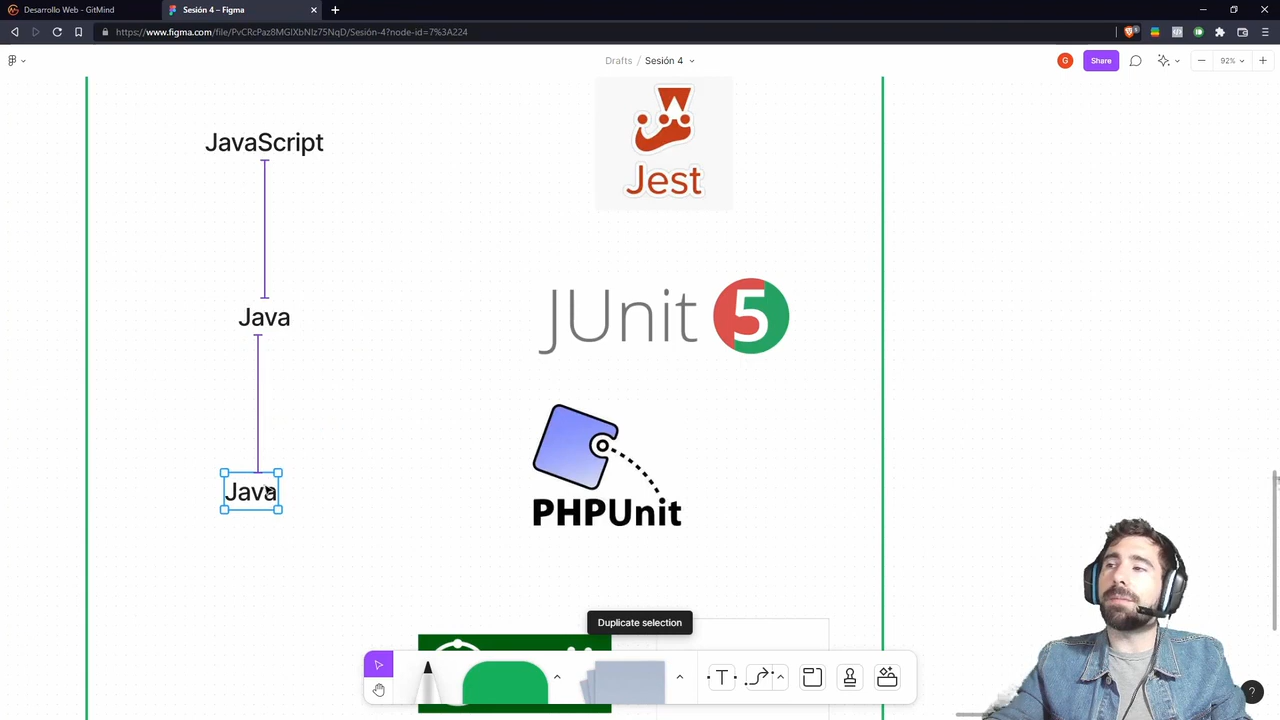 Desarrollo Web - GitMind
Sesión 4 – Figma
https://www.figma.com/file/PvCRcPaz8MGIXbNIz75NqD/Sesión-4?node-id=7%3A224
Drafts / Sesión 4
G
Share
92%
JavaScript
Jest
Java
JUnit 5
Java
PHPUnit
Duplicate selection
T
?